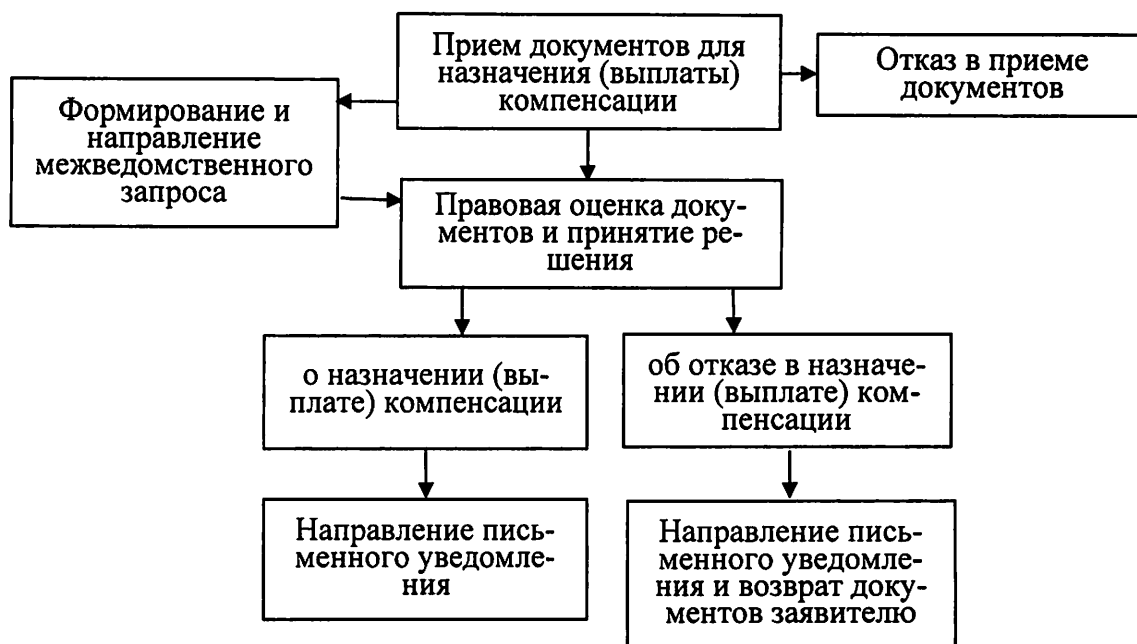 Прием документов для
назначения (выплаты)
компенсации
Отказ в приеме
документов
Формирование и
направление
межведомственного
запроса
Правовая оценка доку-
ментов и принятие ре-
шения
о назначении (вы-
плате) компенсации
об отказе в назначе-
нии (выплате) ком-
пенсации
Направление пись-
менного уведомле-
ния
Направление пись-
менного уведомле-
ния и возврат доку-
ментов заявителю